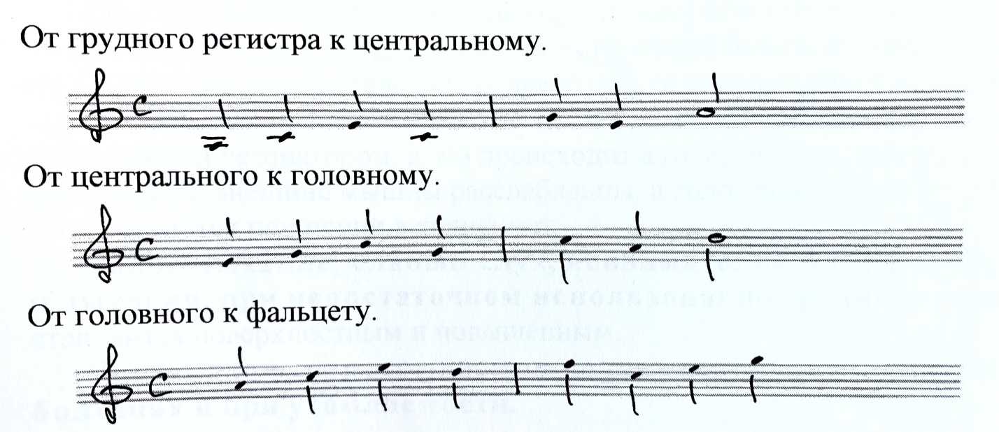 От грудного регистра к центральному.
От центрального к головному.
От головного к фальцету.